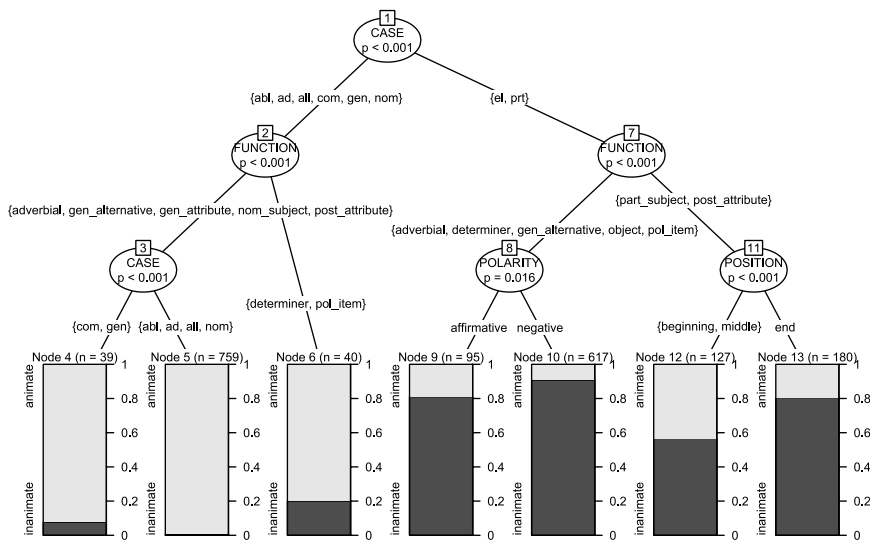 1
CASE
p < 0.001
{abl, ad, all, com, gen, nom}
{el, prt}
2
FUNCTION
p < 0.001
7
FUNCTION
p < 0.001
{adverbial, gen_alternative, gen_attribute, nom_subject, post_attribute}
{part_subject, post_attribute}
{adverbial, determiner, gen_alternative, object, pol_item}
3
CASE
p < 0.001
8
POLARITY
p = 0.016
11
POSITION
p < 0.001
{determiner, pol_item}
{com, gen}
{abl, ad, all, nom}
affirmative
negative
{beginning, middle}
end
Node 4 (n = 39)
inanimate
animate
0
0.2
0.4
0.6
0.8
1
Node 5 (n = 759)
inanimate
animate
0
0.2
0.4
0.6
0.8
1
Node 6 (n = 40)
inanimate
animate
0
0.2
0.4
0.6
0.8
1
Node 9 (n = 95)
inanimate
animate
0
0.2
0.4
0.6
0.8
1
Node 10 (n = 617)
inanimate
animate
0
0.2
0.4
0.6
0.8
1
Node 12 (n = 127)
inanimate
animate
0
0.2
0.4
0.6
0.8
1
Node 13 (n = 180)
inanimate
animate
0
0.2
0.4
0.6
0.8
1